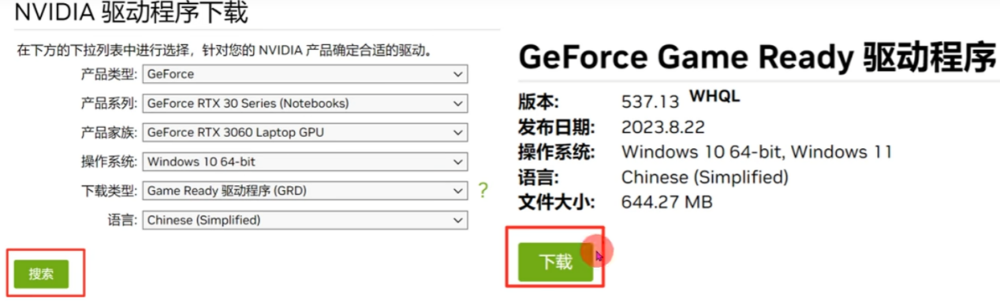 NVIDIA 驱动程序下载
在下方的下拉列表中进行选择，针对您的 NVIDIA 产品确定合适的驱动。
产品类型: GeForce
产品系列: GeForce RTX 30 Series (Notebooks)
产品家族: GeForce RTX 3060 Laptop GPU
操作系统: Windows 10 64-bit
下载类型: Game Ready 驱动程序 (GRD) ?
语言: Chinese (Simplified)
搜索
GeForce Game Ready 驱动程序
版本: 537.13 WHQL
发布日期: 2023.8.22
操作系统: Windows 10 64-bit, Windows 11
语言: Chinese (Simplified)
文件大小: 644.27 MB
下载